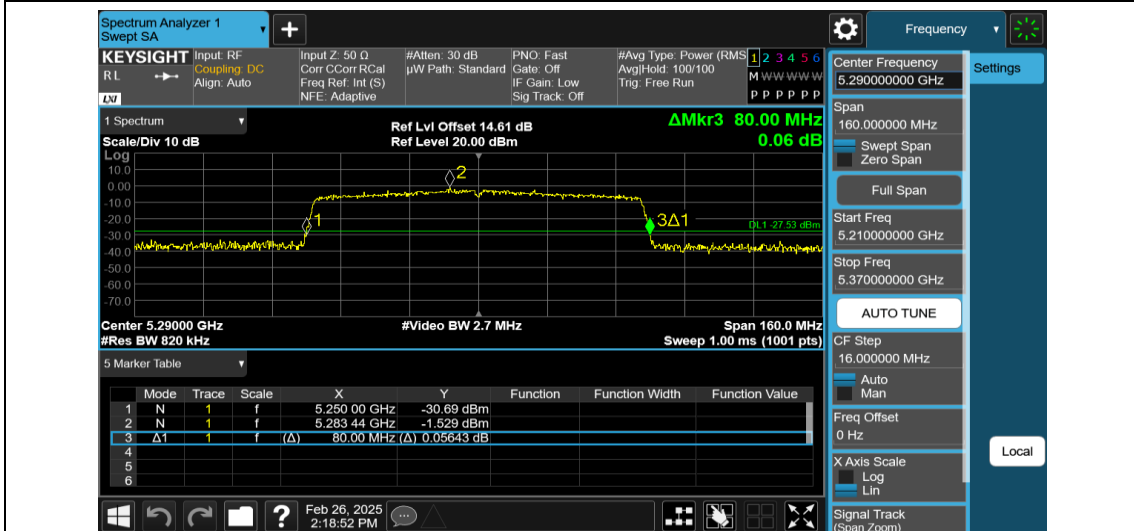 Spectrum Analyzer 1
Swept SA
Frequency
KEYSIGHT
R L
LXI
Input: RF
Coupling: DC
Align: Auto
Input Z: 50 Ω
Corr CCorr RCal
Freq Ref: Int (S)
NFE: Adaptive
#Atten: 30 dB
µW Path: Standard
PNO: Fast
Gate: Off
IF Gain: Low
Sig Track: Off
#Avg Type: Power (RMS
Avg|Hold: 100/100
Trig: Free Run
1 2 3 4 5 6
M W W W W W
P P P P P P
1 Spectrum
Scale/Div 10 dB
Ref Lvl Offset 14.61 dB
Ref Level 20.00 dBm
ΔMkr3 80.00 MHz
0.06 dB
Log
10.0
0.00
-10.0
-20.0
-30.0
-40.0
-50.0
-60.0
-70.0
1
2
3Δ1
DL1 -27.53 dBm
Center 5.29000 GHz
#Video BW 2.7 MHz
Span 160.0 MHz
#Res BW 820 kHz
Sweep 1.00 ms (1001 pts)
5 Marker Table
Mode Trace Scale X Y Function Function Width Function Value
1 N 1 f 5.250 00 GHz -30.69 dBm
2 N 1 f 5.283 44 GHz -1.529 dBm
3 Δ1 1 f (Δ) 80.00 MHz (Δ) 0.05643 dB
4
5
6
Feb 26, 2025
2:18:52 PM
Center Frequency
5.290000000 GHz
Settings
Span
160.000000 MHz
Swept Span
Zero Span
Full Span
Start Freq
5.210000000 GHz
Stop Freq
5.370000000 GHz
AUTO TUNE
CF Step
16.000000 MHz
Auto
Man
Freq Offset
0 Hz
X Axis Scale
Log
Lin
Local
Signal Track
(Span Zoom)